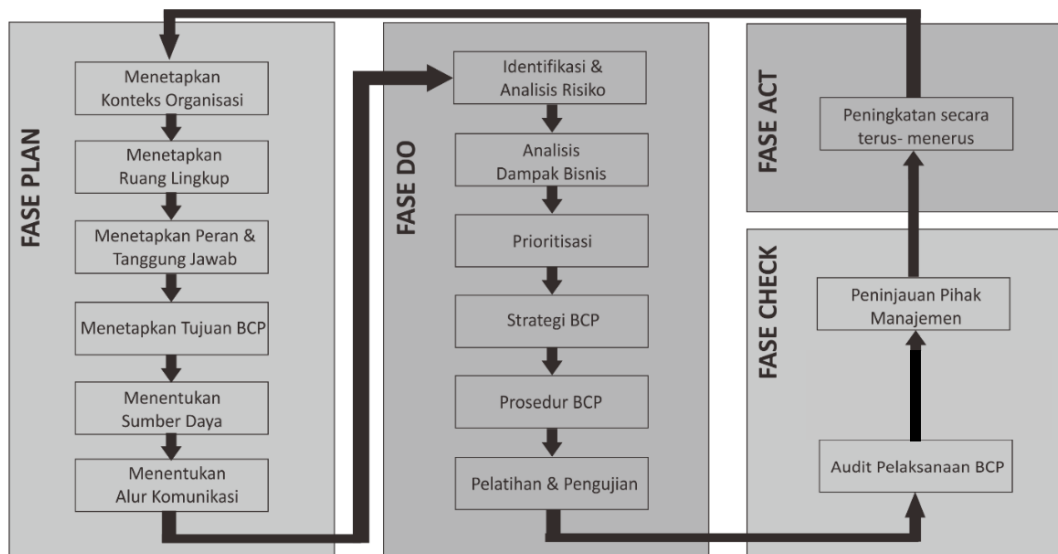 FASE PLAN
Menetapkan
Konteks Organisasi
Menetapkan
Ruang Lingkup
Menetapkan Peran &
Tanggung Jawab
Menetapkan Tujuan BCP
Menentukan
Sumber Daya
Menentukan
Alur Komunikasi
FASE DO
Identifikasi &
Analisis Risiko
Analisis
Dampak Bisnis
Prioritisasi
Strategi BCP
Prosedur BCP
Pelatihan & Pengujian
FASE ACT
Peningkatan secara
terus- menerus
FASE CHECK
Peninjauan Pihak
Manajemen
Audit Pelaksanaan BCP